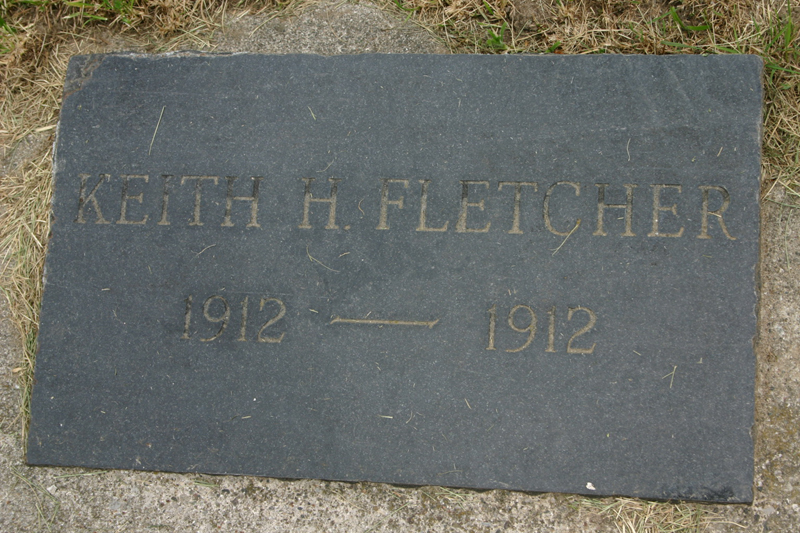 KEITH H. FLETCHER
1912 — 1912